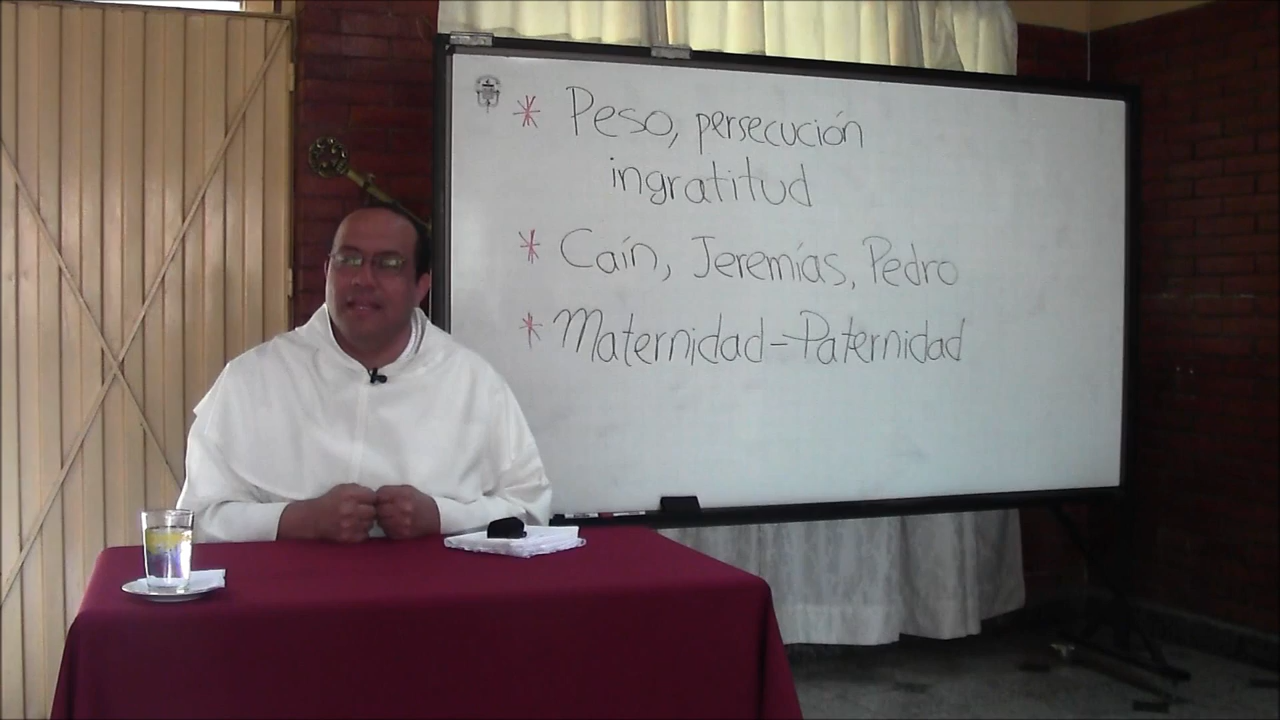 * Peso, persecución
ingratitud
* Caín, Jeremías, Pedro
* Maternidad-Paternidad